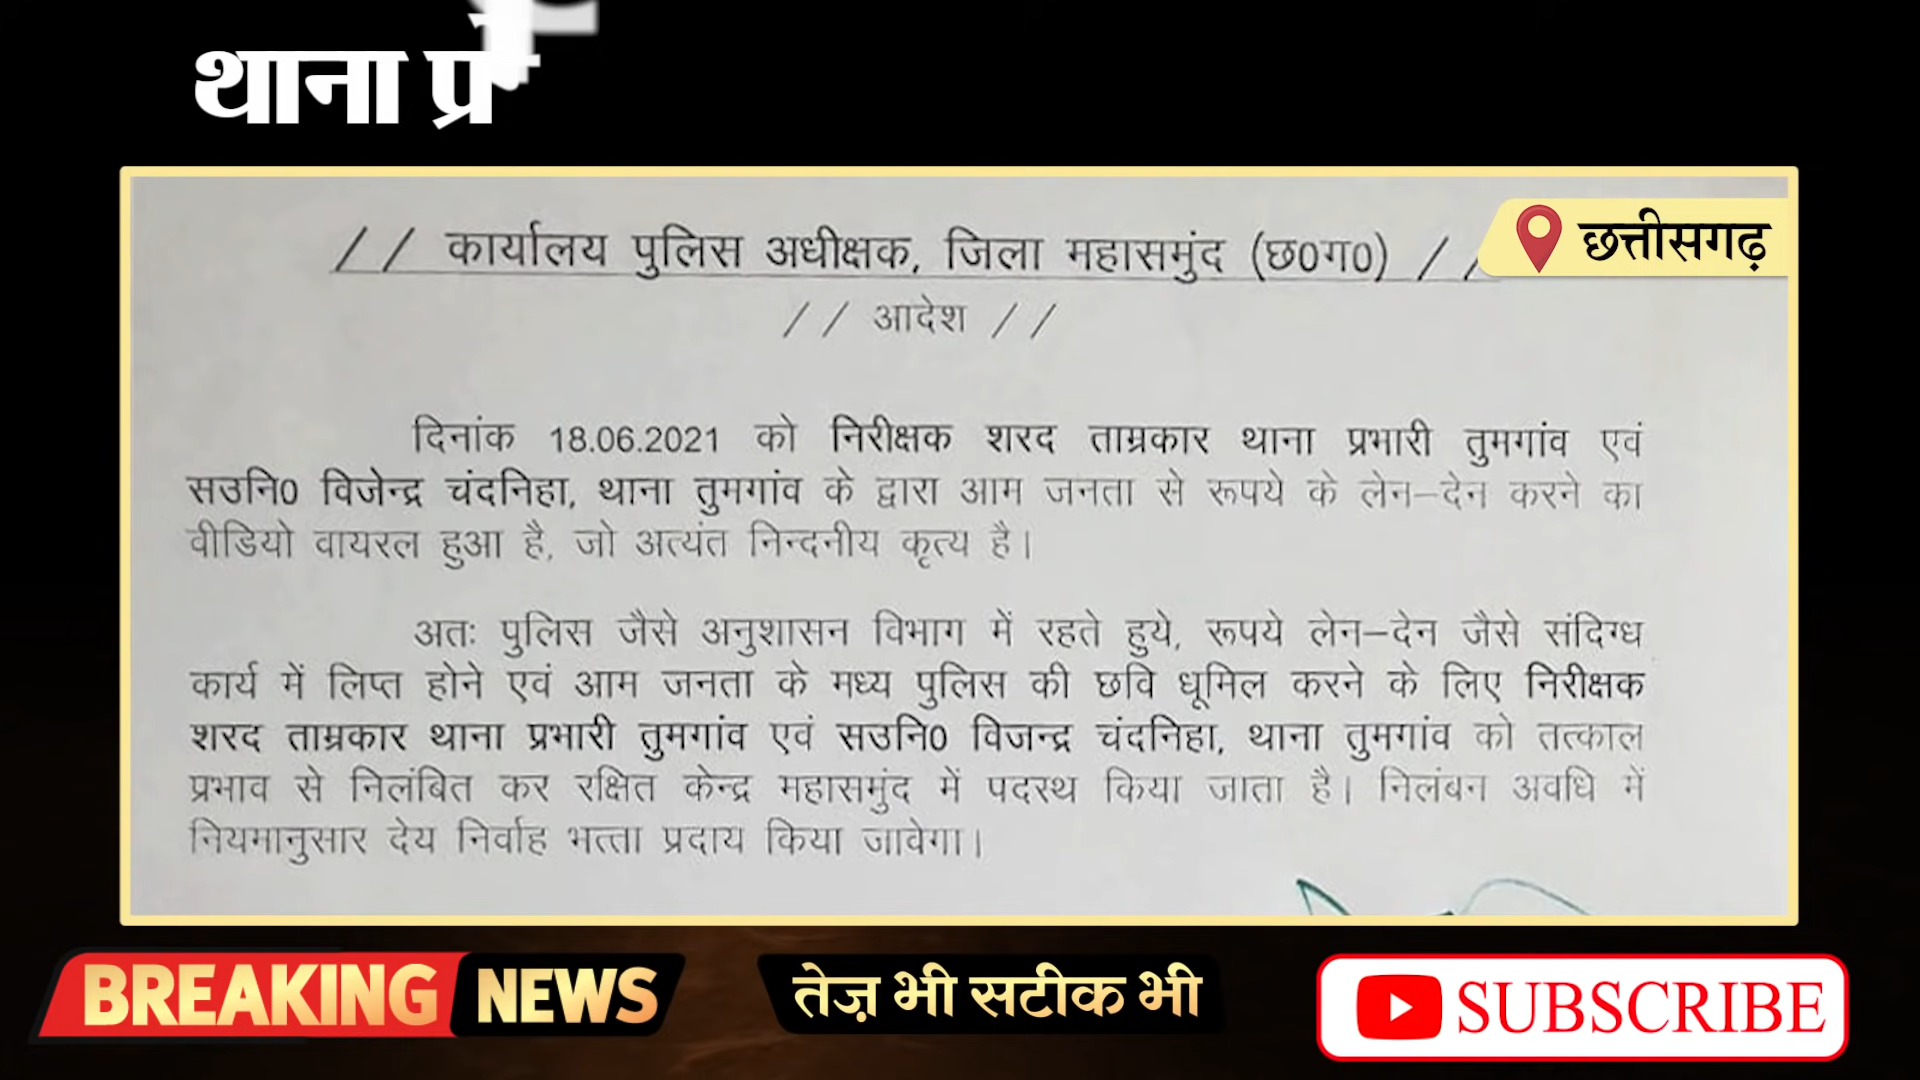 थाना प्र
// कार्यालय पुलिस अधीक्षक, जिला महासमुंद (छ0ग0) //
छत्तीसगढ़
// आदेश //
दिनांक 18.06.2021 को निरीक्षक शरद ताम्रकार थाना प्रभारी तुमगांव एवं
सउनि0 विजेन्द्र चंदनिहा, थाना तुमगांव के द्वारा आम जनता से रूपये के लेन–देन करने का
वीडियो वायरल हुआ है, जो अत्यंत निन्दनीय कृत्य है।
अतः पुलिस जैसे अनुशासन विभाग में रहते हुये, रूपये लेन–देन जैसे संदिग्ध
कार्य में लिप्त होने एवं आम जनता के मध्य पुलिस की छवि धूमिल करने के लिए निरीक्षक
शरद ताम्रकार थाना प्रभारी तुमगांव एवं सउनि0 विजन्द्र चंदनिहा, थाना तुमगांव को तत्काल
प्रभाव से निलंबित कर रक्षित केन्द्र महासमुंद में पदस्थ किया जाता है। निलंबन अवधि में
नियमानुसार देय निर्वाह भत्ता प्रदाय किया जावेगा।
BREAKING NEWS
तेज़ भी सटीक भी
SUBSCRIBE